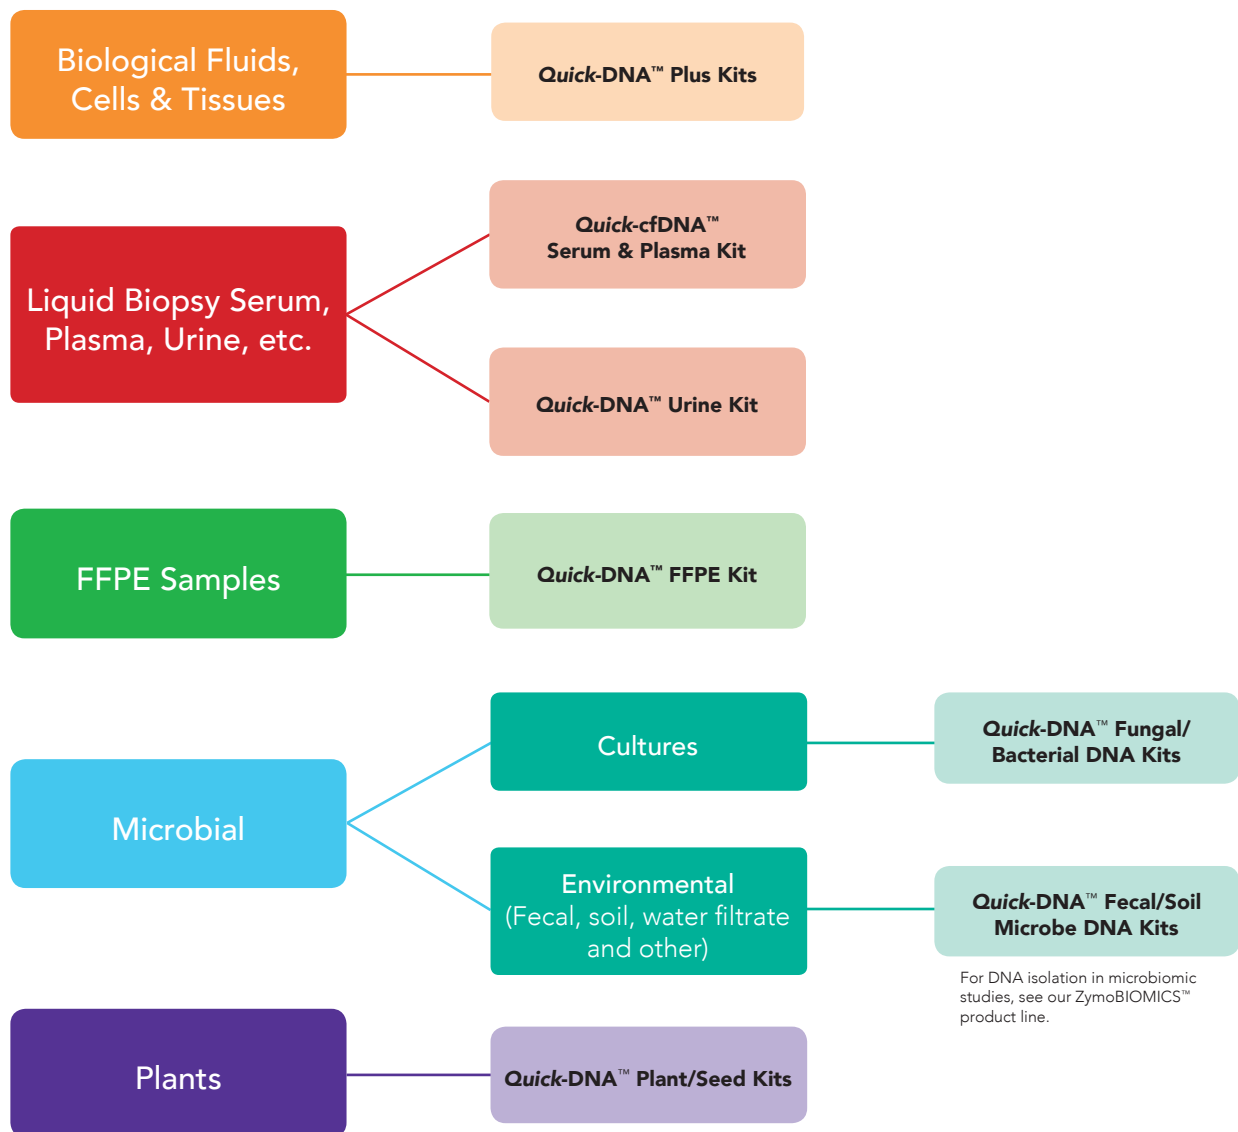 Biological Fluids,
Cells & Tissues
Quick-DNA™ Plus Kits
Liquid Biopsy Serum,
Plasma, Urine, etc.
Quick-cfDNA™
Serum & Plasma Kit
Quick-DNA™ Urine Kit
FFPE Samples
Quick-DNA™ FFPE Kit
Microbial
Cultures
Quick-DNA™ Fungal/
Bacterial DNA Kits
Environmental
(Fecal, soil, water filtrate
and other)
Quick-DNA™ Fecal/Soil
Microbe DNA Kits
For DNA isolation in microbiomic
studies, see our ZymoBIOMICS™
product line.
Plants
Quick-DNA™ Plant/Seed Kits